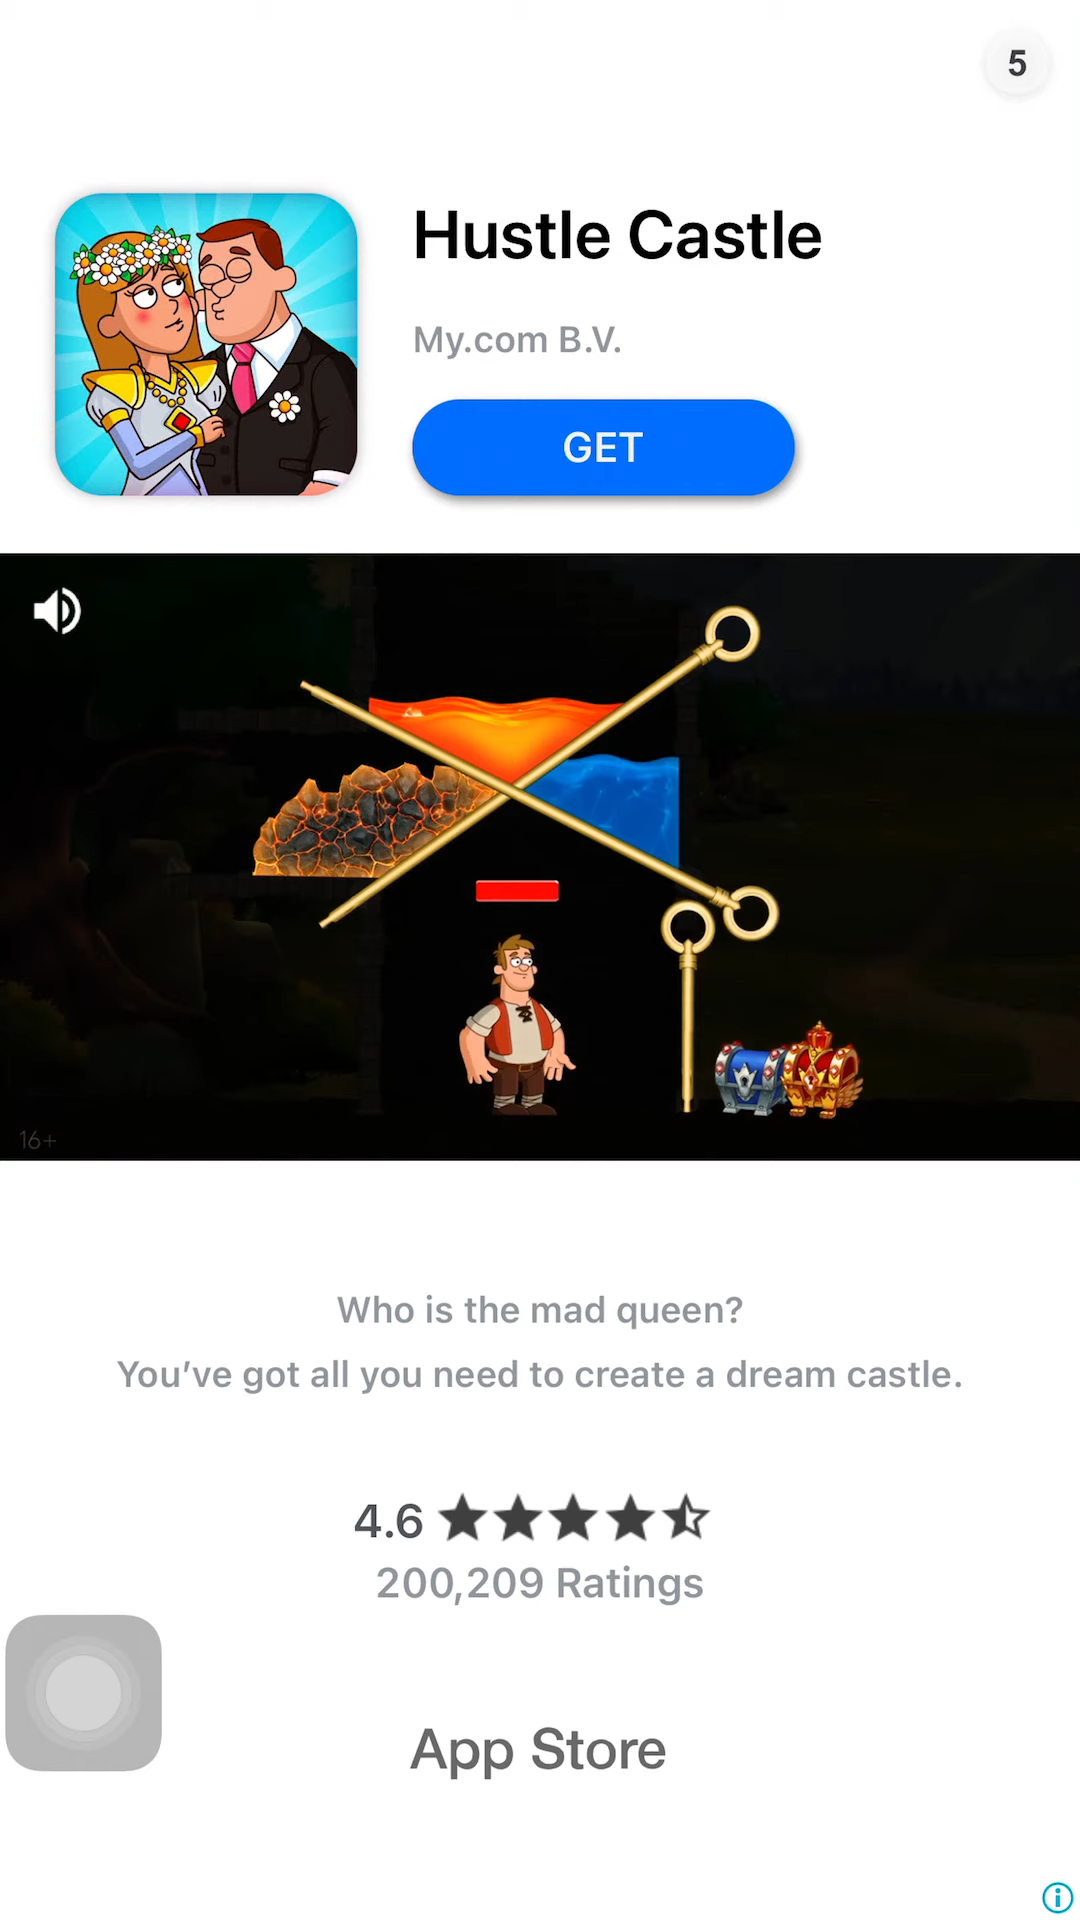 5
Hustle Castle
My.com B.V.
GET
16+
Who is the mad queen?
You’ve got all you need to create a dream castle.
4.6
200,209 Ratings
App Store